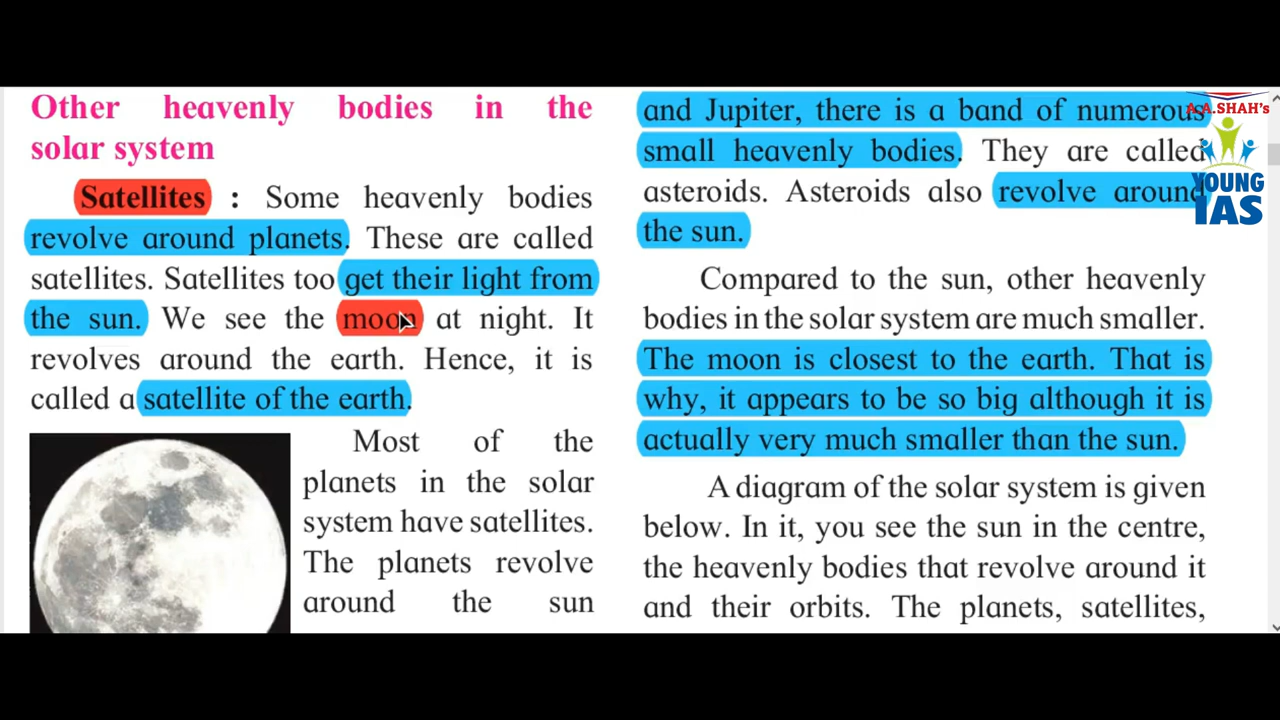 Other heavenly bodies in the
solar system
Satellites : Some heavenly bodies
revolve around planets. These are called
satellites. Satellites too get their light from
the sun. We see the moon at night. It
revolves around the earth. Hence, it is
called a satellite of the earth.
Most of the
planets in the solar
system have satellites.
The planets revolve
around the sun
and Jupiter, there is a band of numerous
small heavenly bodies. They are called
asteroids. Asteroids also revolve around
the sun.
Compared to the sun, other heavenly
bodies in the solar system are much smaller.
The moon is closest to the earth. That is
why, it appears to be so big although it is
actually very much smaller than the sun.
A diagram of the solar system is given
below. In it, you see the sun in the centre,
the heavenly bodies that revolve around it
and their orbits. The planets, satellites,
A.A.SHAH's
YOUNG
IAS